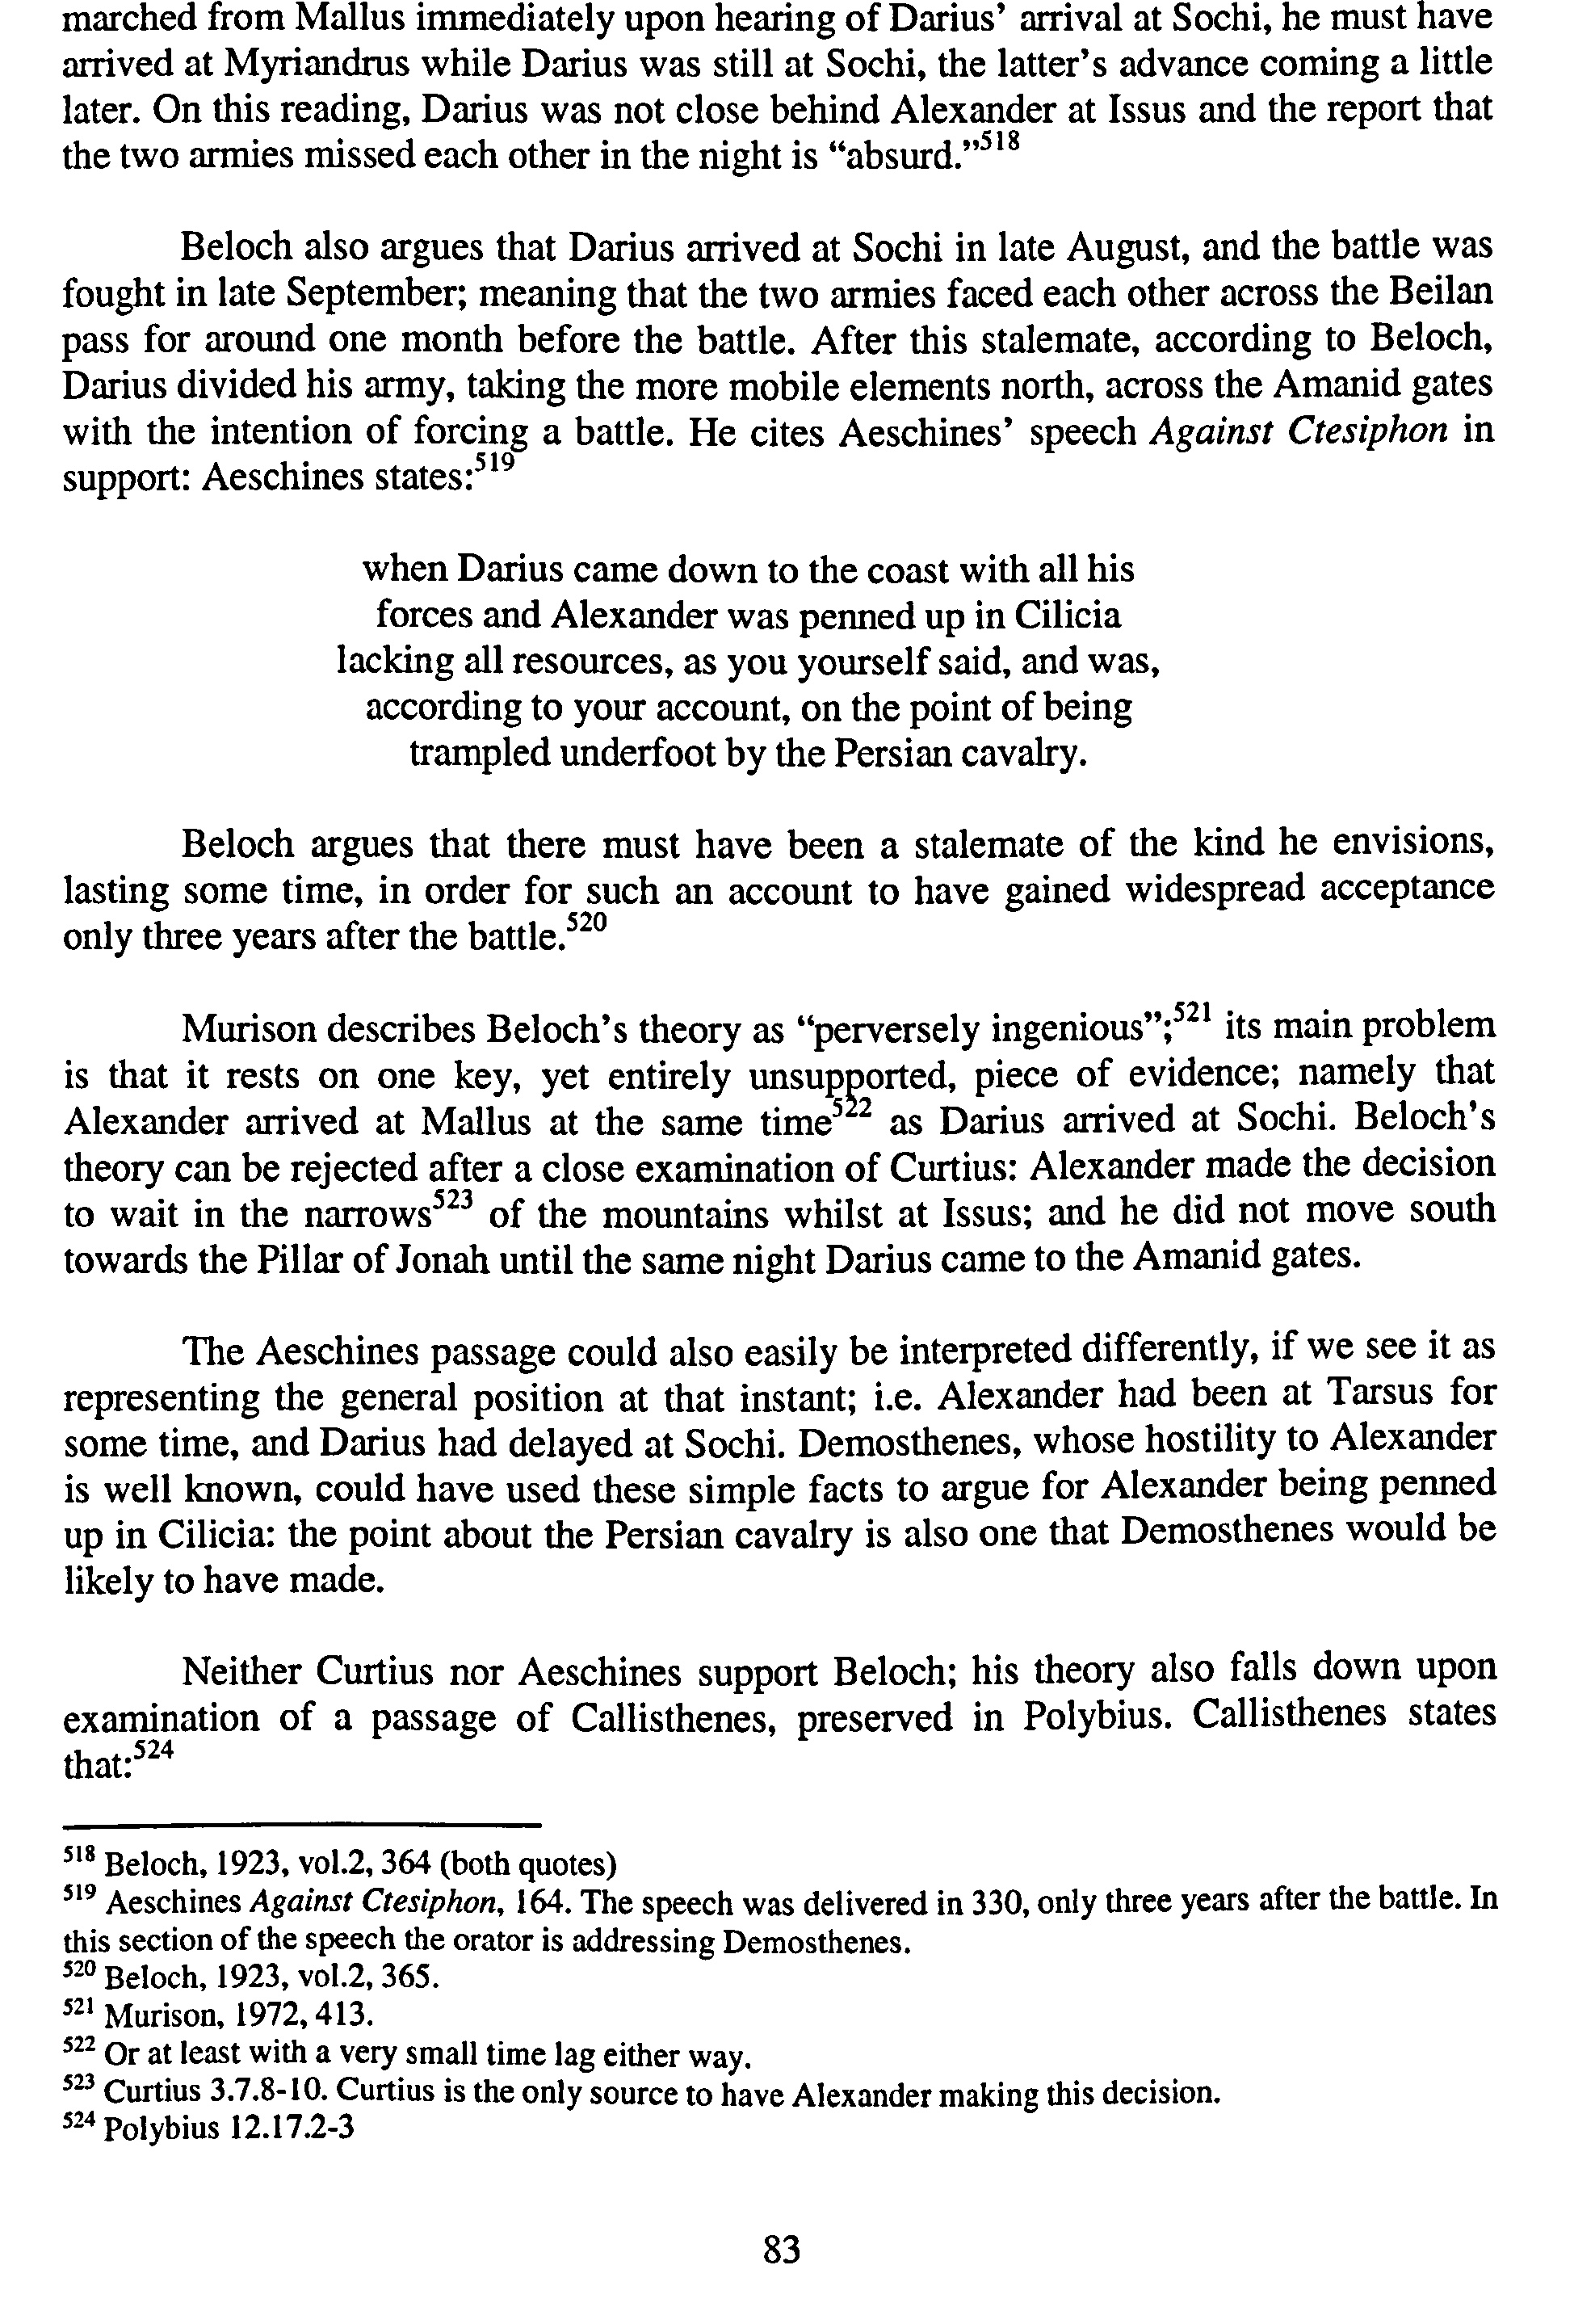 marched from Mallus immediately upon hearing of Darius' arrival at Sochi, he must have
arrived at Myriandrus while Darius was still at Sochi, the latter's advance coming a little
later. On this reading, Darius was not close behind Alexander at Issus and the report that
the two armies missed each other in the night is “absurd.”518
Beloch also argues that Darius arrived at Sochi in late August, and the battle was
fought in late September; meaning that the two armies faced each other across the Beilan
pass for around one month before the battle. After this stalemate, according to Beloch,
Darius divided his army, taking the more mobile elements north, across the Amanid gates
with the intention of forcing a battle. He cites Aeschines' speech Against Ctesiphon in
support: Aeschines states:519
when Darius came down to the coast with all his
forces and Alexander was penned up in Cilicia
lacking all resources, as you yourself said, and was,
according to your account, on the point of being
trampled underfoot by the Persian cavalry.
Beloch argues that there must have been a stalemate of the kind he envisions,
lasting some time, in order for such an account to have gained widespread acceptance
only three years after the battle.520
Murison describes Beloch's theory as “perversely ingenious”;521 its main problem
is that it rests on one key, yet entirely unsupported, piece of evidence; namely that
Alexander arrived at Mallus at the same time522 as Darius arrived at Sochi. Beloch's
theory can be rejected after a close examination of Curtius: Alexander made the decision
to wait in the narrows523 of the mountains whilst at Issus; and he did not move south
towards the Pillar of Jonah until the same night Darius came to the Amanid gates.
The Aeschines passage could also easily be interpreted differently, if we see it as
representing the general position at that instant; i.e. Alexander had been at Tarsus for
some time, and Darius had delayed at Sochi. Demosthenes, whose hostility to Alexander
is well known, could have used these simple facts to argue for Alexander being penned
up in Cilicia: the point about the Persian cavalry is also one that Demosthenes would be
likely to have made.
Neither Curtius nor Aeschines support Beloch; his theory also falls down upon
examination of a passage of Callisthenes, preserved in Polybius. Callisthenes states
that:524
518 Beloch, 1923, vol.2, 364 (both quotes)
519 Aeschines Against Ctesiphon, 164. The speech was delivered in 330, only three years after the battle. In
this section of the speech the orator is addressing Demosthenes.
520 Beloch, 1923, vol.2, 365.
521 Murison, 1972, 413.
522 Or at least with a very small time lag either way.
523 Curtius 3.7.8-10. Curtius is the only source to have Alexander making this decision.
524 Polybius 12.17.2-3
83